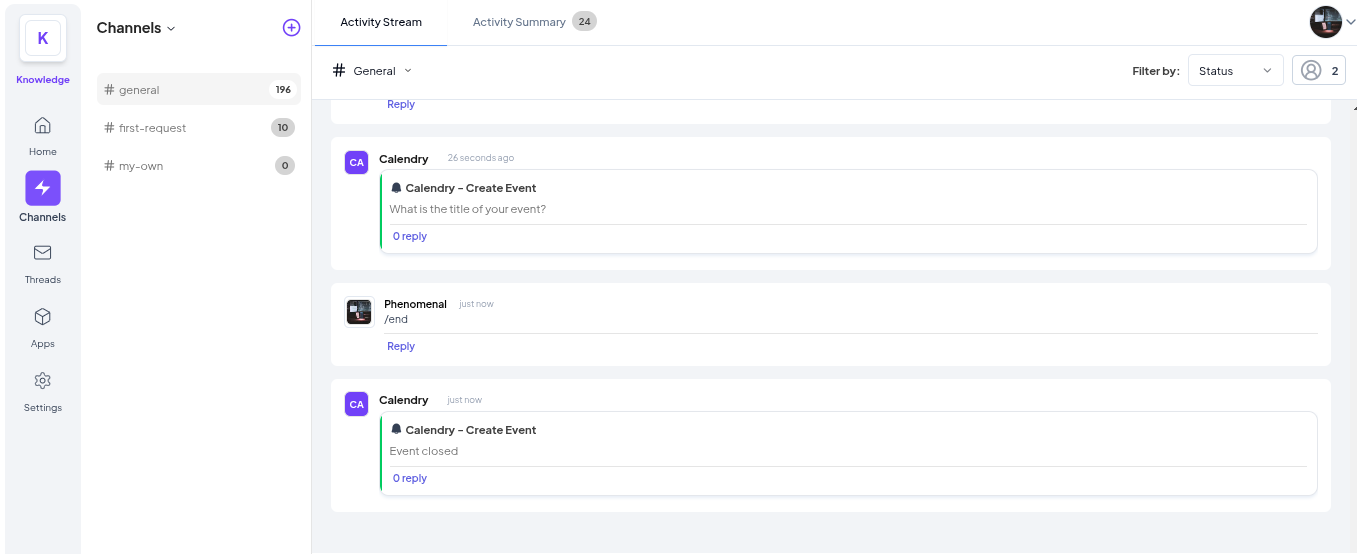 K
Knowledge
Home
Channels
Threads
Apps
Settings
Channels
# general 196
# first-request 10
# my-own 0
Activity Stream
Activity Summary 24
# General
Filter by: Status 2
Reply
CA Calendry 26 seconds ago
Calendry – Create Event
What is the title of your event?
0 reply
Phenomenal just now
/end
Reply
CA Calendry just now
Calendry – Create Event
Event closed
0 reply